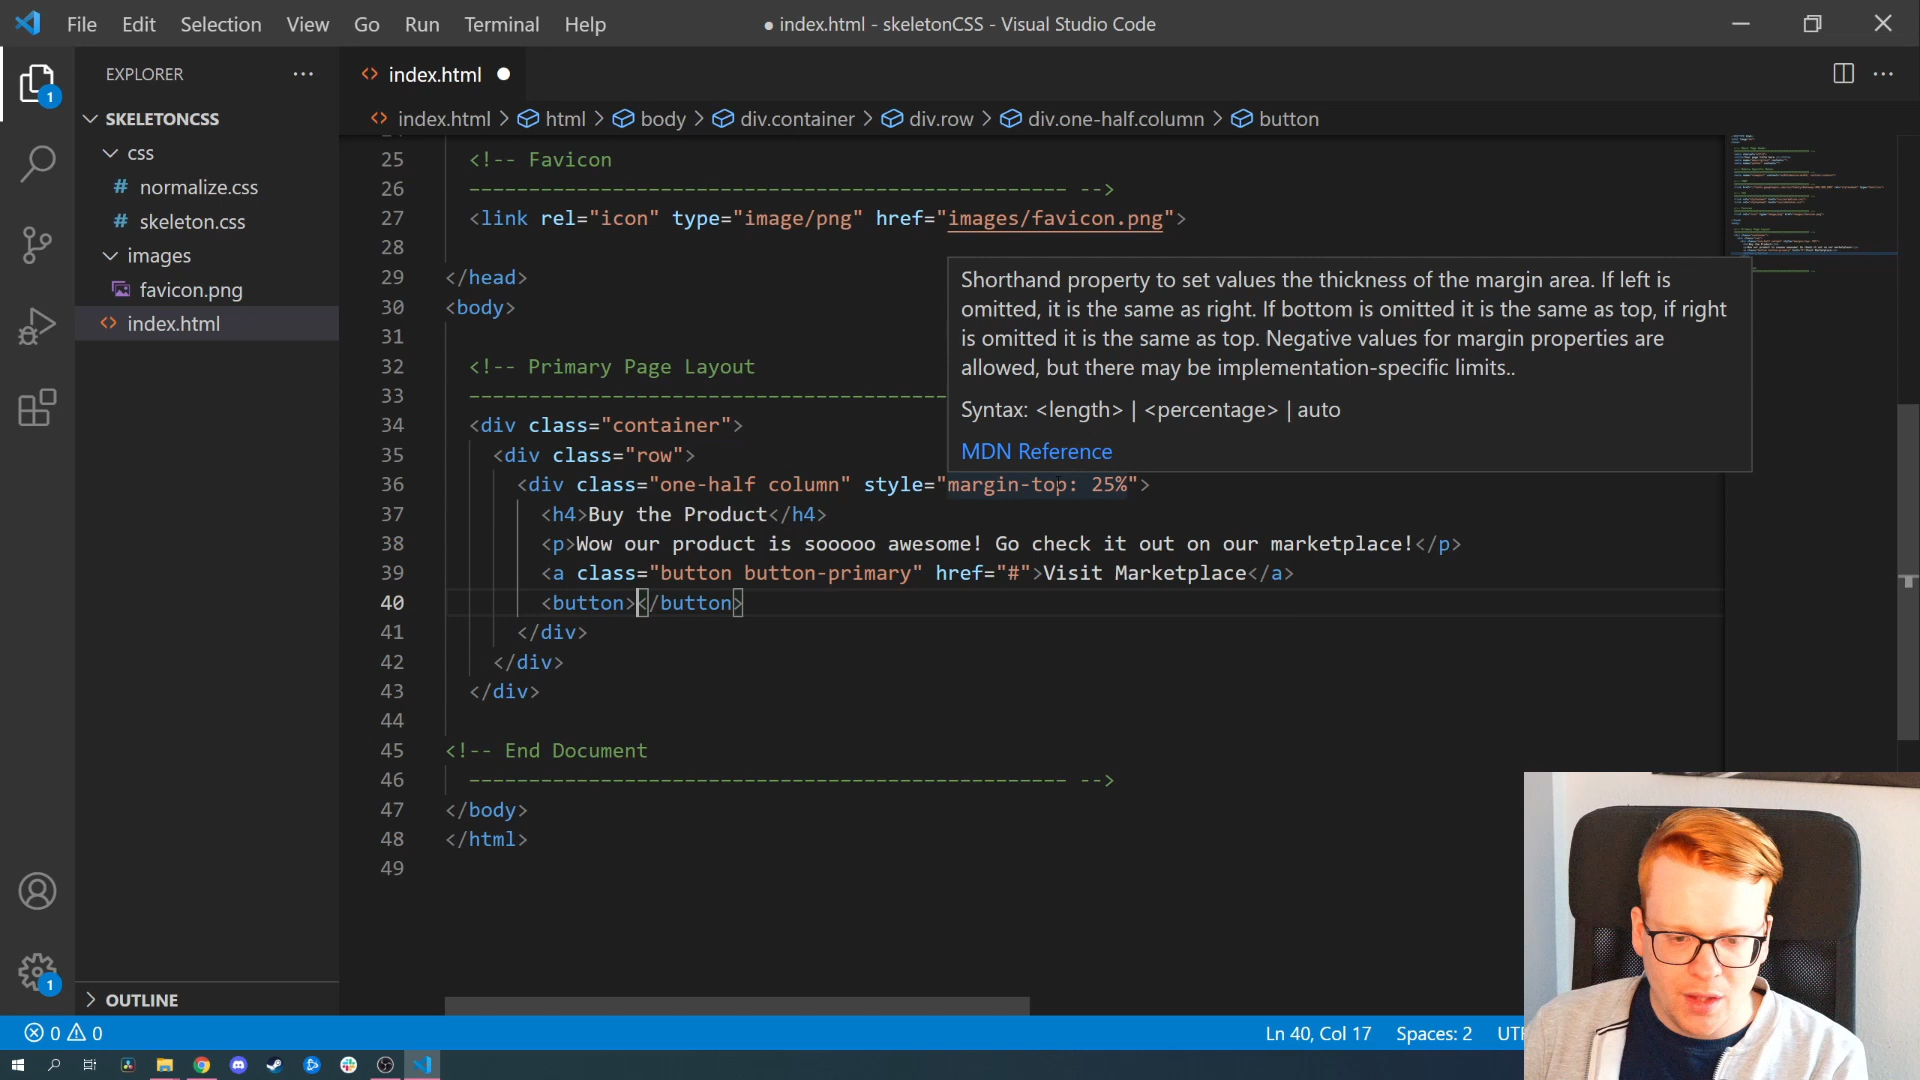 File Edit Selection View Go Run Terminal Help
● index.html - skeletonCSS - Visual Studio Code
EXPLORER
SKELETONCSS
css
# normalize.css
# skeleton.css
images
favicon.png
<> index.html
OUTLINE
1
1
<> index.html ●
<> index.html > html > body > div.container > div.row > div.one-half.column > button
25 <!-- Favicon
26 –––––––––––––––––––––––––––––––––––––––––––––––––– -->
27 <link rel="icon" type="image/png" href="images/favicon.png">
28
29 </head>
30 <body>
31
32 <!-- Primary Page Layout
33 ––––––––––––––––––––––––––––––––––––––––
34 <div class="container">
35 <div class="row">
36 <div class="one-half column" style="margin-top: 25%">
37 <h4>Buy the Product</h4>
38 <p>Wow our product is sooooo awesome! Go check it out on our marketplace!</p>
39 <a class="button button-primary" href="#">Visit Marketplace</a>
40 <button></button>
41 </div>
42 </div>
43 </div>
44
45 <!-- End Document
46 –––––––––––––––––––––––––––––––––––––––––––––––––– -->
47 </body>
48 </html>
49
Shorthand property to set values the thickness of the margin area. If left is
omitted, it is the same as right. If bottom is omitted it is the same as top, if right
is omitted it is the same as top. Negative values for margin properties are
allowed, but there may be implementation-specific limits..
Syntax: <length> | <percentage> | auto
MDN Reference
0 0
Ln 40, Col 17 Spaces: 2 UTF